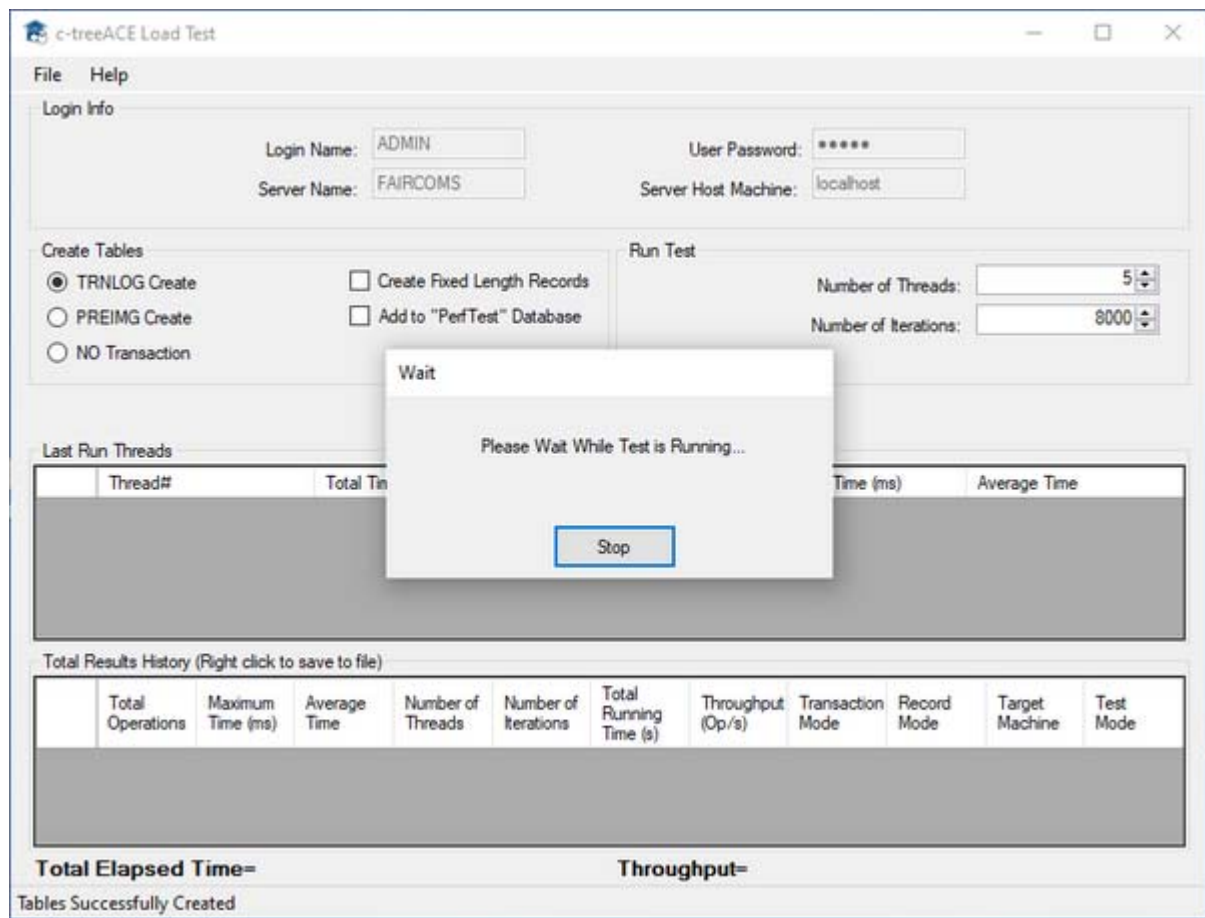 c-treeACE Load Test
File Help
Login Info
Login Name: ADMIN User Password: •••••
Server Name: FAIRCOMS Server Host Machine: localhost
Create Tables
TRNLOG Create Create Fixed Length Records
PREIMG Create Add to "PerfTest" Database
NO Transaction
Run Test
Number of Threads: 5
Number of Iterations: 8000
Wait
Please Wait While Test is Running...
Stop
Last Run Threads
Thread# Total Time (ms) Average Time
Total Results History (Right click to save to file)
Total Operations Maximum Time (ms) Average Time Number of Threads Number of Iterations Total Running Time (s) Throughput (Op/s) Transaction Mode Record Mode Target Machine Test Mode
Total Elapsed Time= Throughput=
Tables Successfully Created